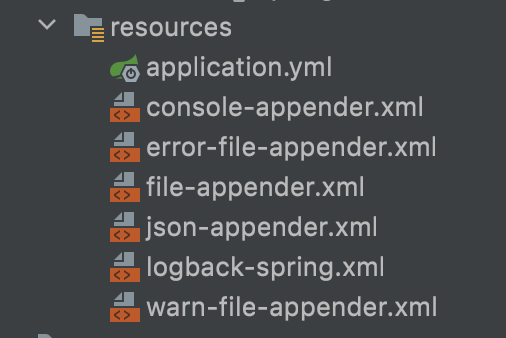 resources
application.yml
console-appender.xml
error-file-appender.xml
file-appender.xml
json-appender.xml
logback-spring.xml
warn-file-appender.xml